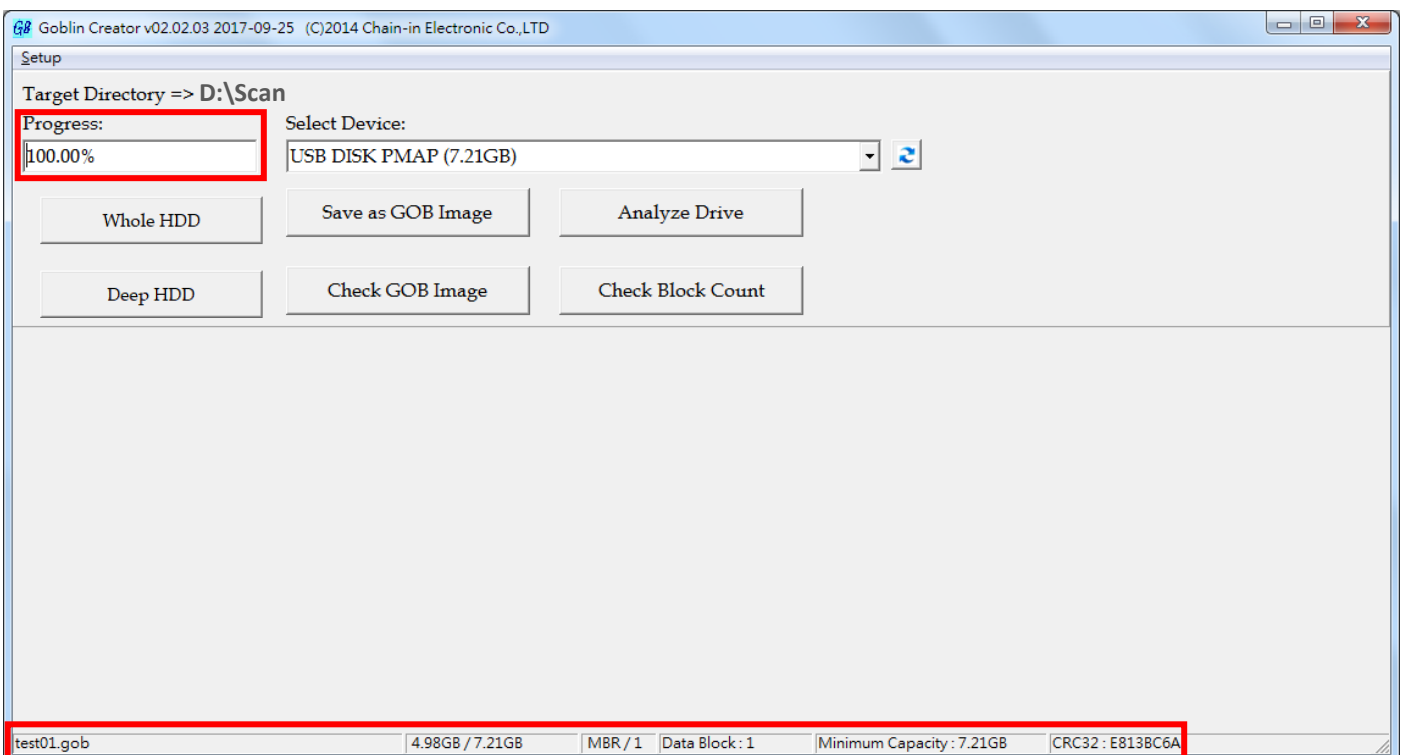 GB Goblin Creator v02.02.03 2017-09-25 (C)2014 Chain-in Electronic Co.,LTD
Setup
Target Directory => D:\Scan
Progress: Select Device:
100.00% USB DISK PMAP (7.21GB)
Whole HDD Save as GOB Image Analyze Drive
Deep HDD Check GOB Image Check Block Count
test01.gob 4.98GB / 7.21GB MBR / 1 Data Block : 1 Minimum Capacity : 7.21GB CRC32 : E813BC6A